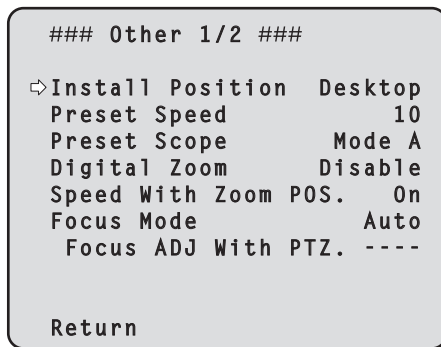 ### Other 1/2 ###
⇨Install Position Desktop
Preset Speed 10
Preset Scope Mode A
Digital Zoom Disable
Speed With Zoom POS. On
Focus Mode Auto
Focus ADJ With PTZ. ----
Return